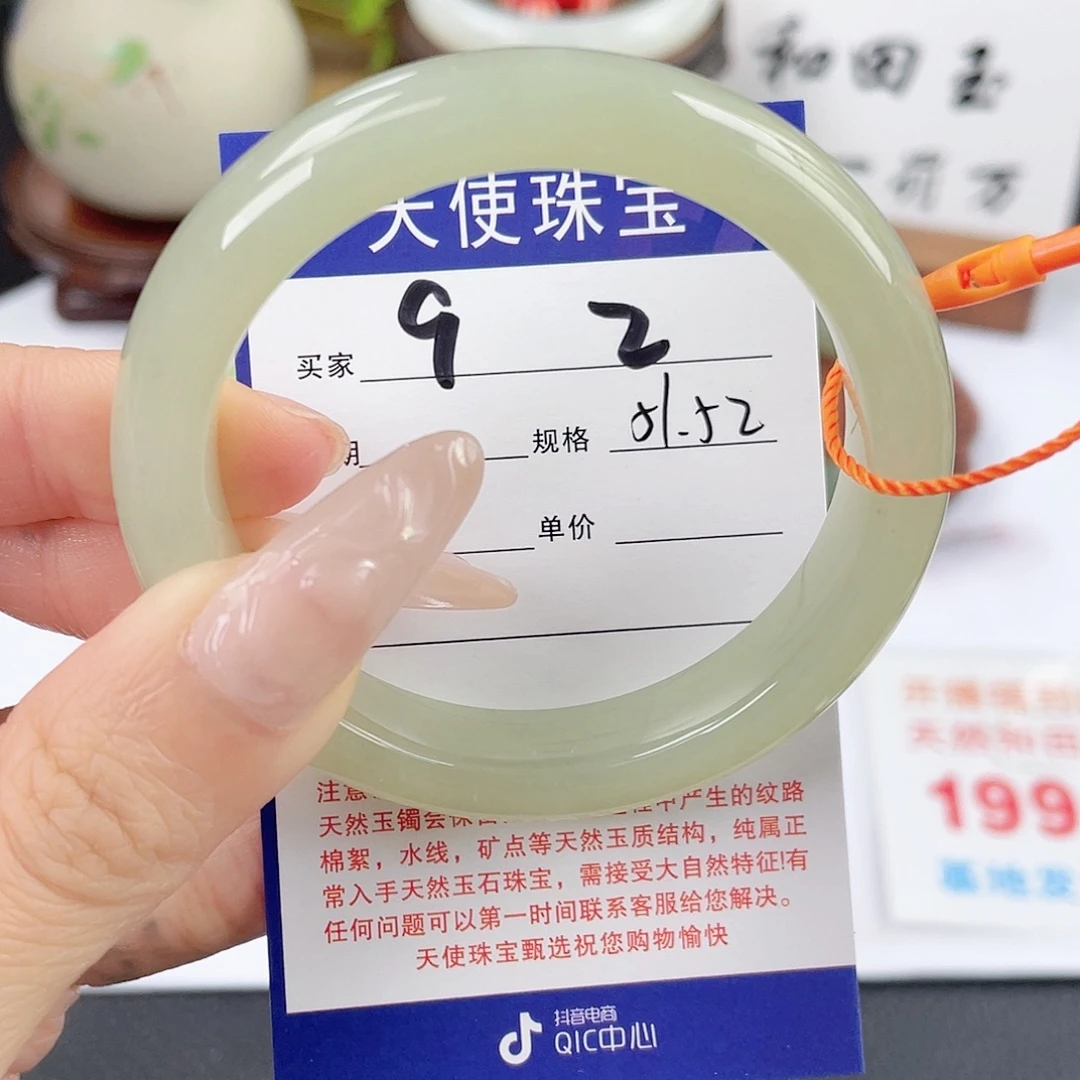 和田玉
万
天使珠宝
买家 9 2
期 规格 51.52
单价
199
注意
天然玉镯会保留 程中产生的纹路
棉絮，水线，矿点等天然玉质结构，纯属正
常入手天然玉石珠宝，需接受大自然特征!有
任何问题可以第一时间联系客服给您解决。
天使珠宝甄选祝您购物愉快
抖音电商
QIC中心